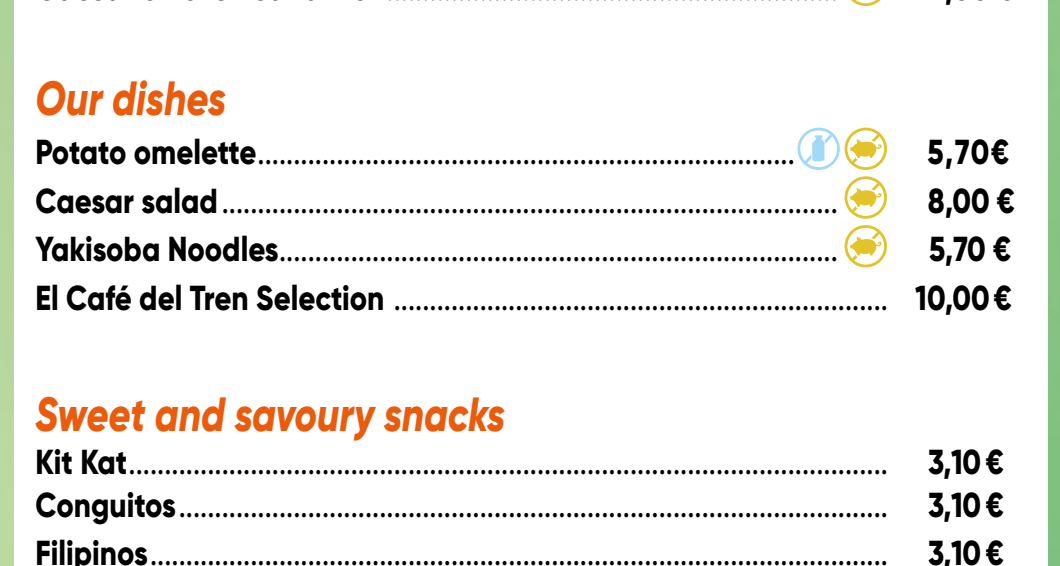 Our dishes
Potato omelette.......................................................................... 5,70€
Caesar salad..................................................................................... 8,00 €
Yakisoba Noodles............................................................................. 5,70 €
El Café del Tren Selection .................................................................... 10,00 €
Sweet and savoury snacks
Kit Kat......................................................................................................... 3,10 €
Conguitos.................................................................................................. 3,10 €
Filipinos...................................................................................................... 3,10 €